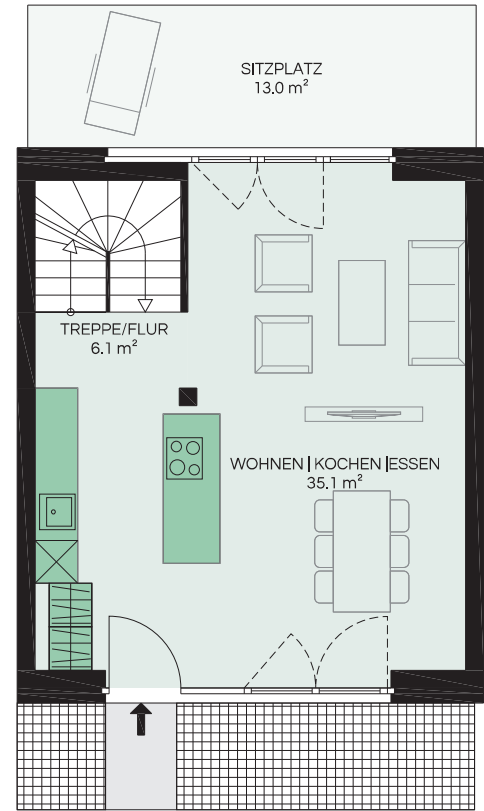 SITZPLATZ
13.0 m²
TREPPE/FLUR
6.1 m²
WOHNEN | KOCHEN | ESSEN
35.1 m²